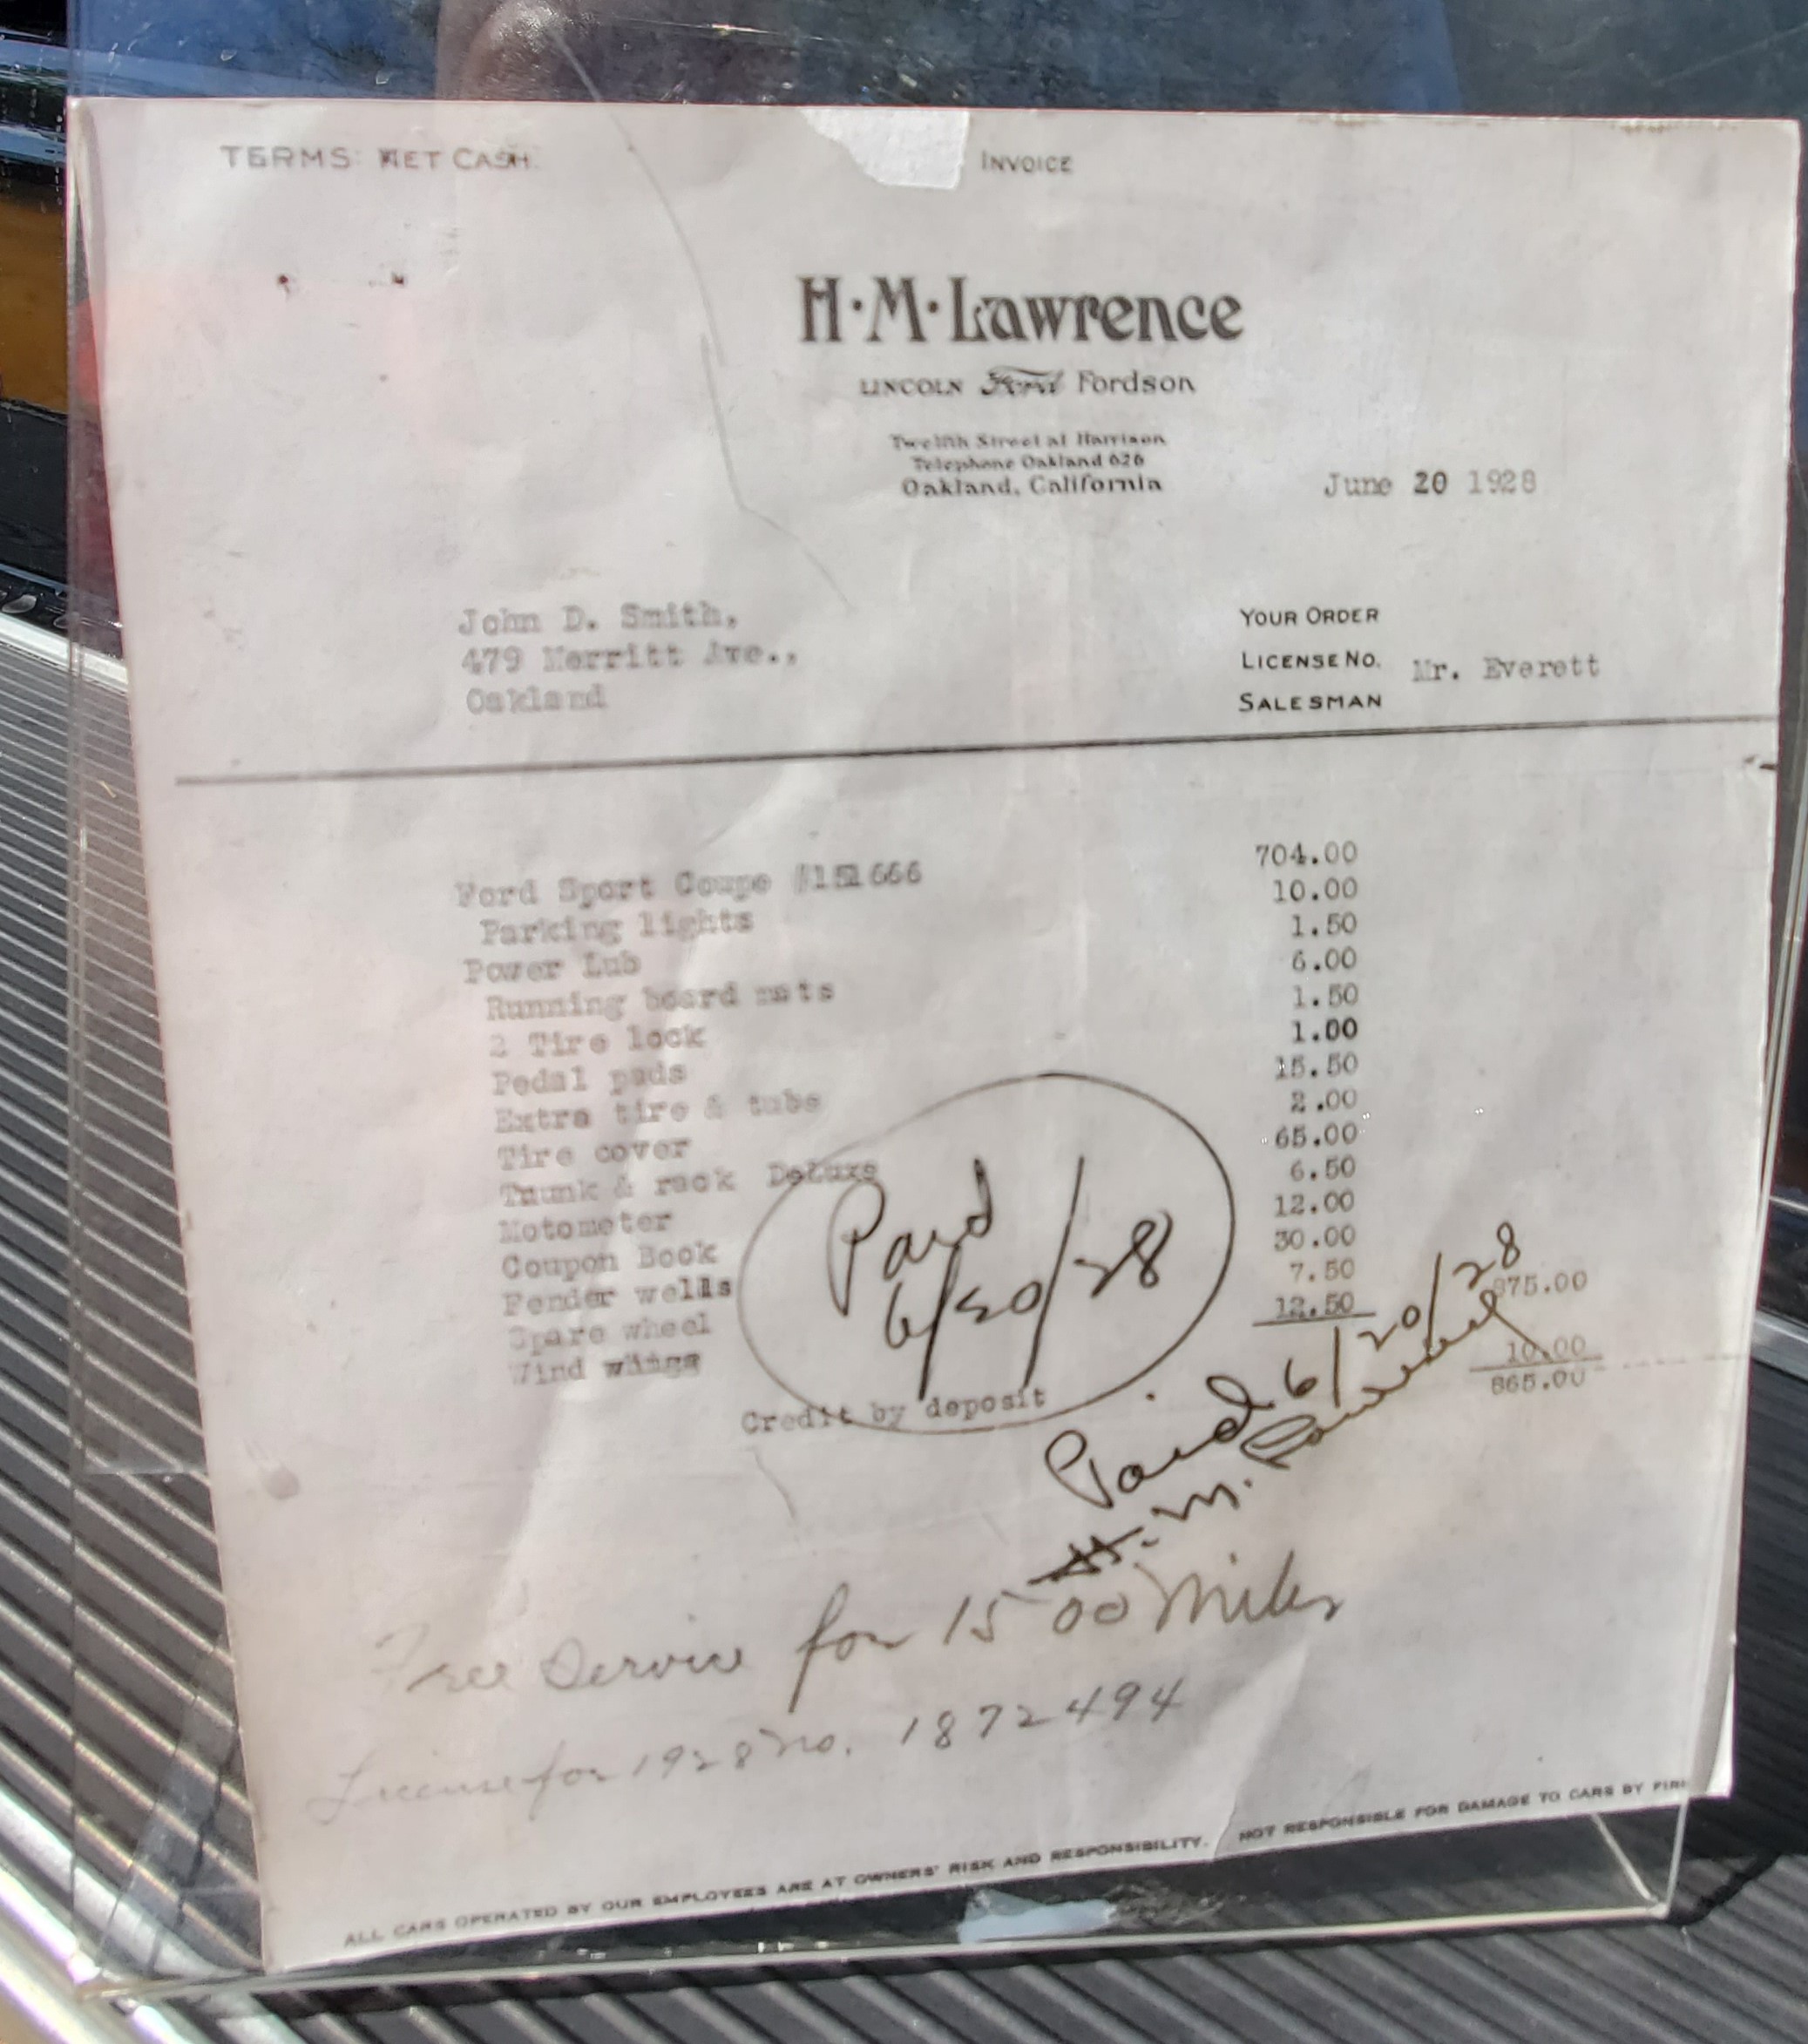 TERMS: NET CASH.
INVOICE
H·M·Lawrence
LINCOLN Ford Fordson
Twelfth Street at Harrison
Telephone Oakland 626
Oakland, California
June 20 1928
John D. Smith,
479 Merritt Ave.,
Oakland
YOUR ORDER
LICENSE NO.
Mr. Everett
SALESMAN
Ford Sport Coupe #151666 704.00
Parking lights 10.00
Power Lub 1.50
Running board mats 6.00
2 Tire lock 1.50
Pedal pads 1.00
Extra tire & tube 15.50
Tire cover 2.00
Trunk & rack DeLuxe 65.00
Motometer 6.50
Coupon Book 12.00
Fender wells 30.00
Spare wheel 7.50
Wind wings 12.50 875.00
Credit by deposit 10.00
865.00
Paid
6/20/28
Paid 6/20/28
H. M. Lawrence
Free Service for 1500 Miles
License for 1928 no. 1872494
ALL CARS OPERATED BY OUR EMPLOYEES ARE AT OWNERS' RISK AND RESPONSIBILITY. NOT RESPONSIBLE FOR DAMAGE TO CARS BY FIRE